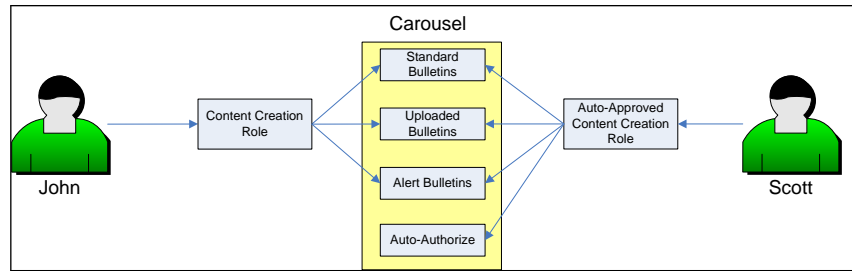 Carousel
Standard
Bulletins
Content Creation
Role
Uploaded
Bulletins
Auto-Approved
Content Creation
Role
Alert Bulletins
John
Scott
Auto-Authorize